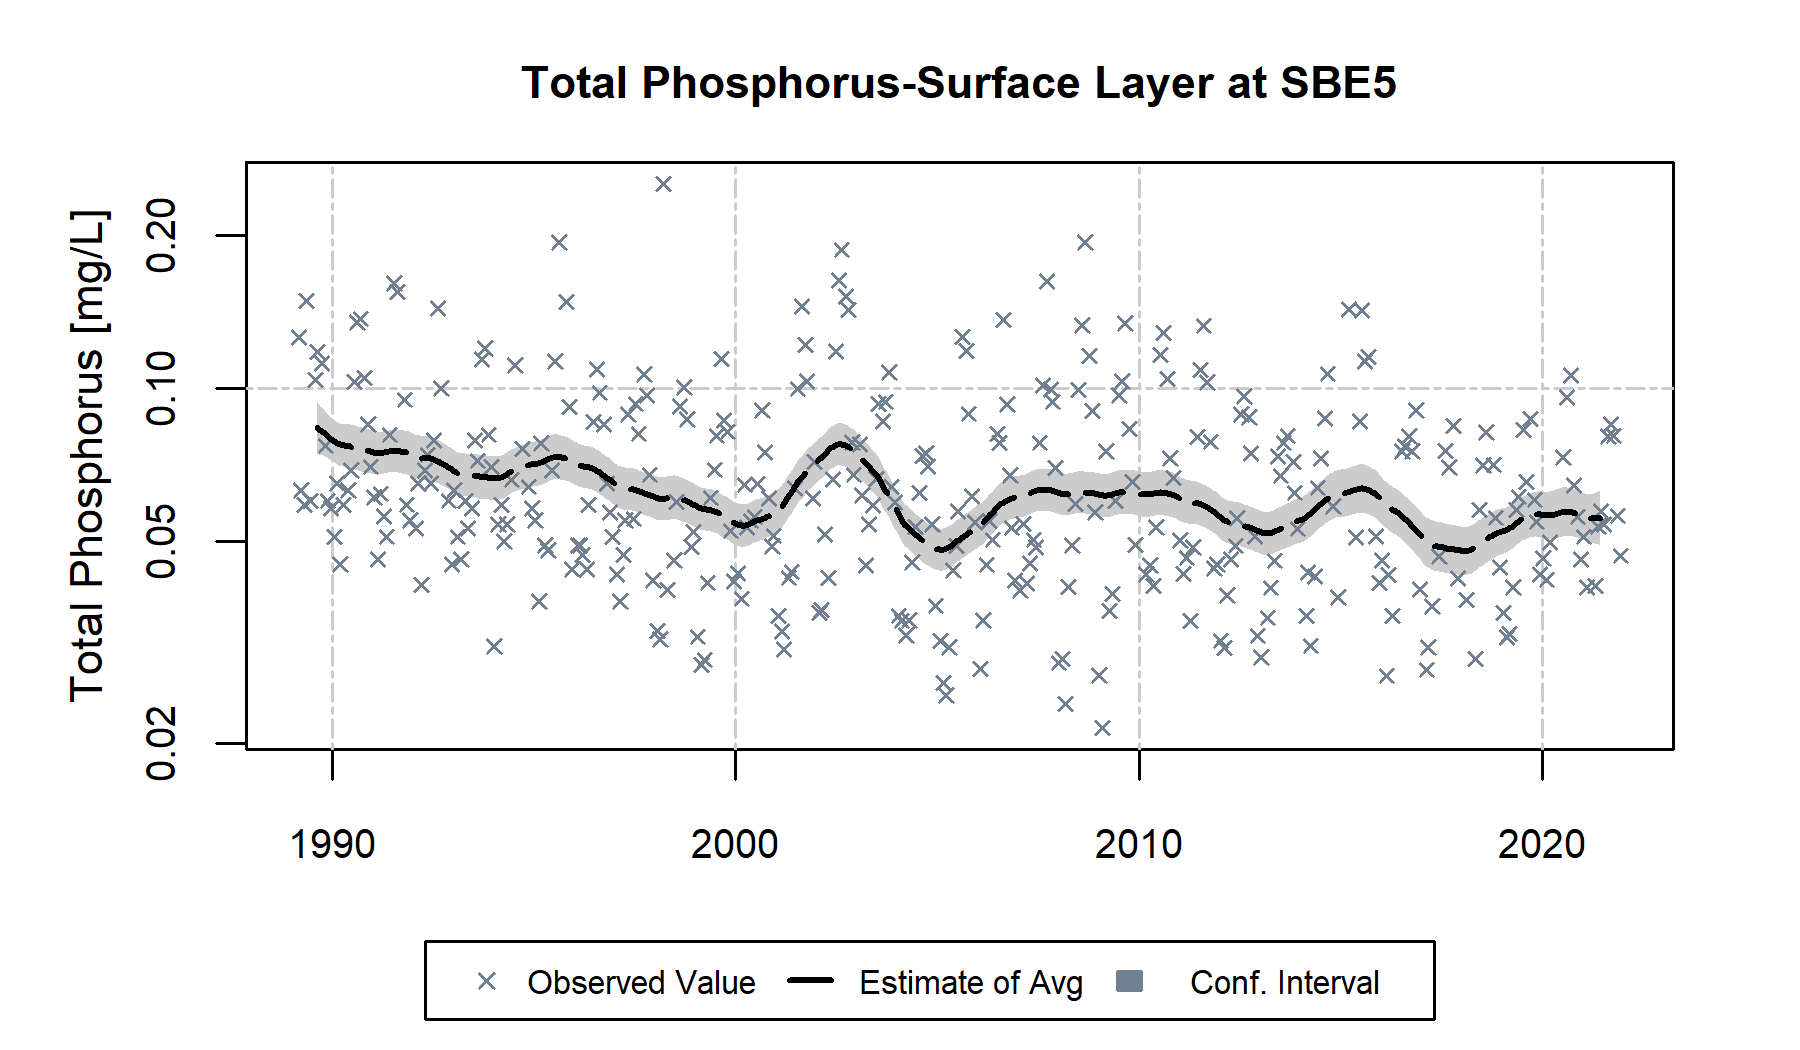 Total Phosphorus-Surface Layer at SBE5
Total Phosphorus [mg/L]
0.20
0.10
0.05
0.02
1990 2000 2010 2020
Observed Value Estimate of Avg Conf. Interval